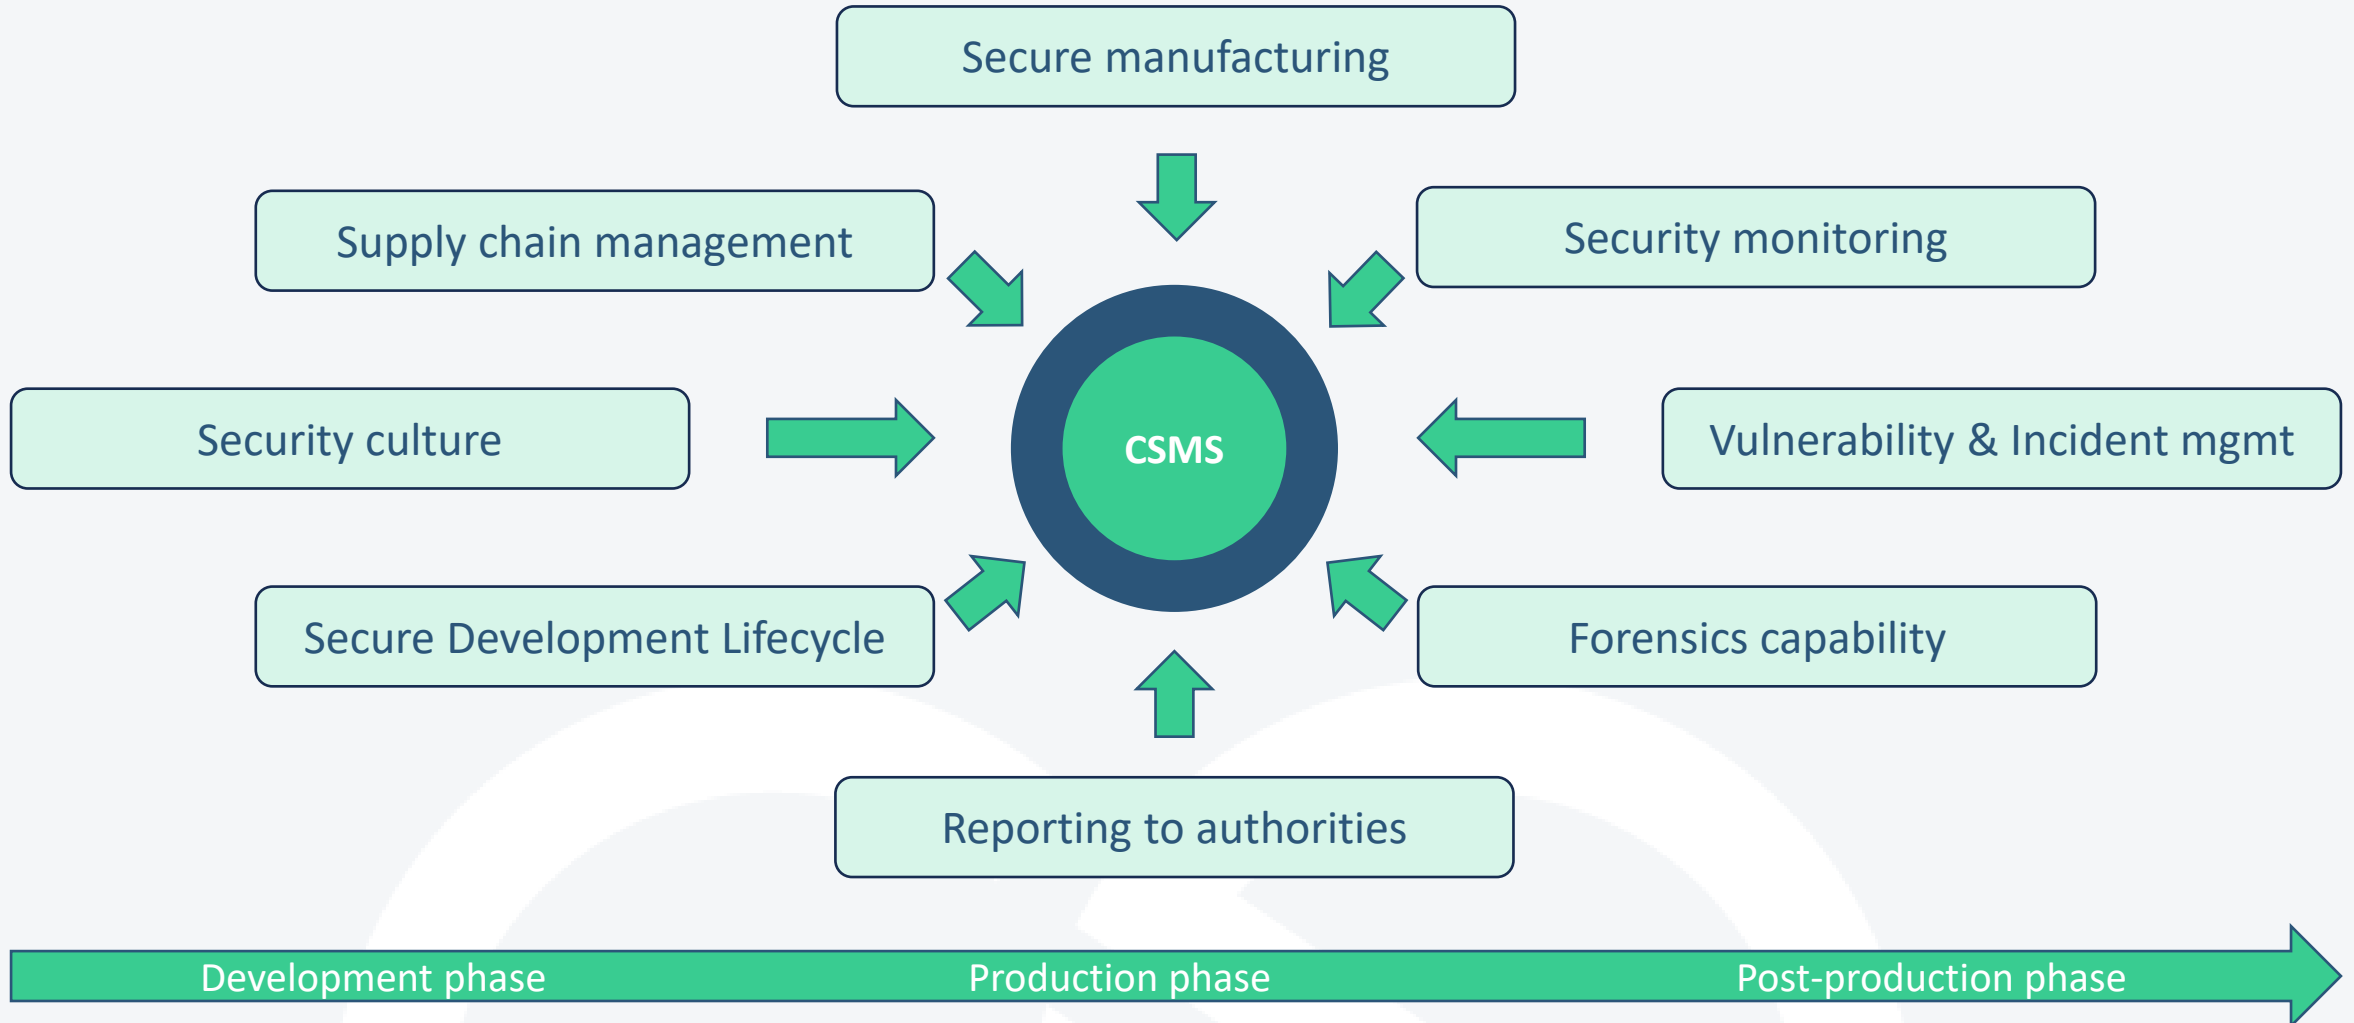 Secure manufacturing
Supply chain management
Security monitoring
Security culture
CSMS
Vulnerability & Incident mgmt
Secure Development Lifecycle
Forensics capability
Reporting to authorities
Development phase
Production phase
Post-production phase